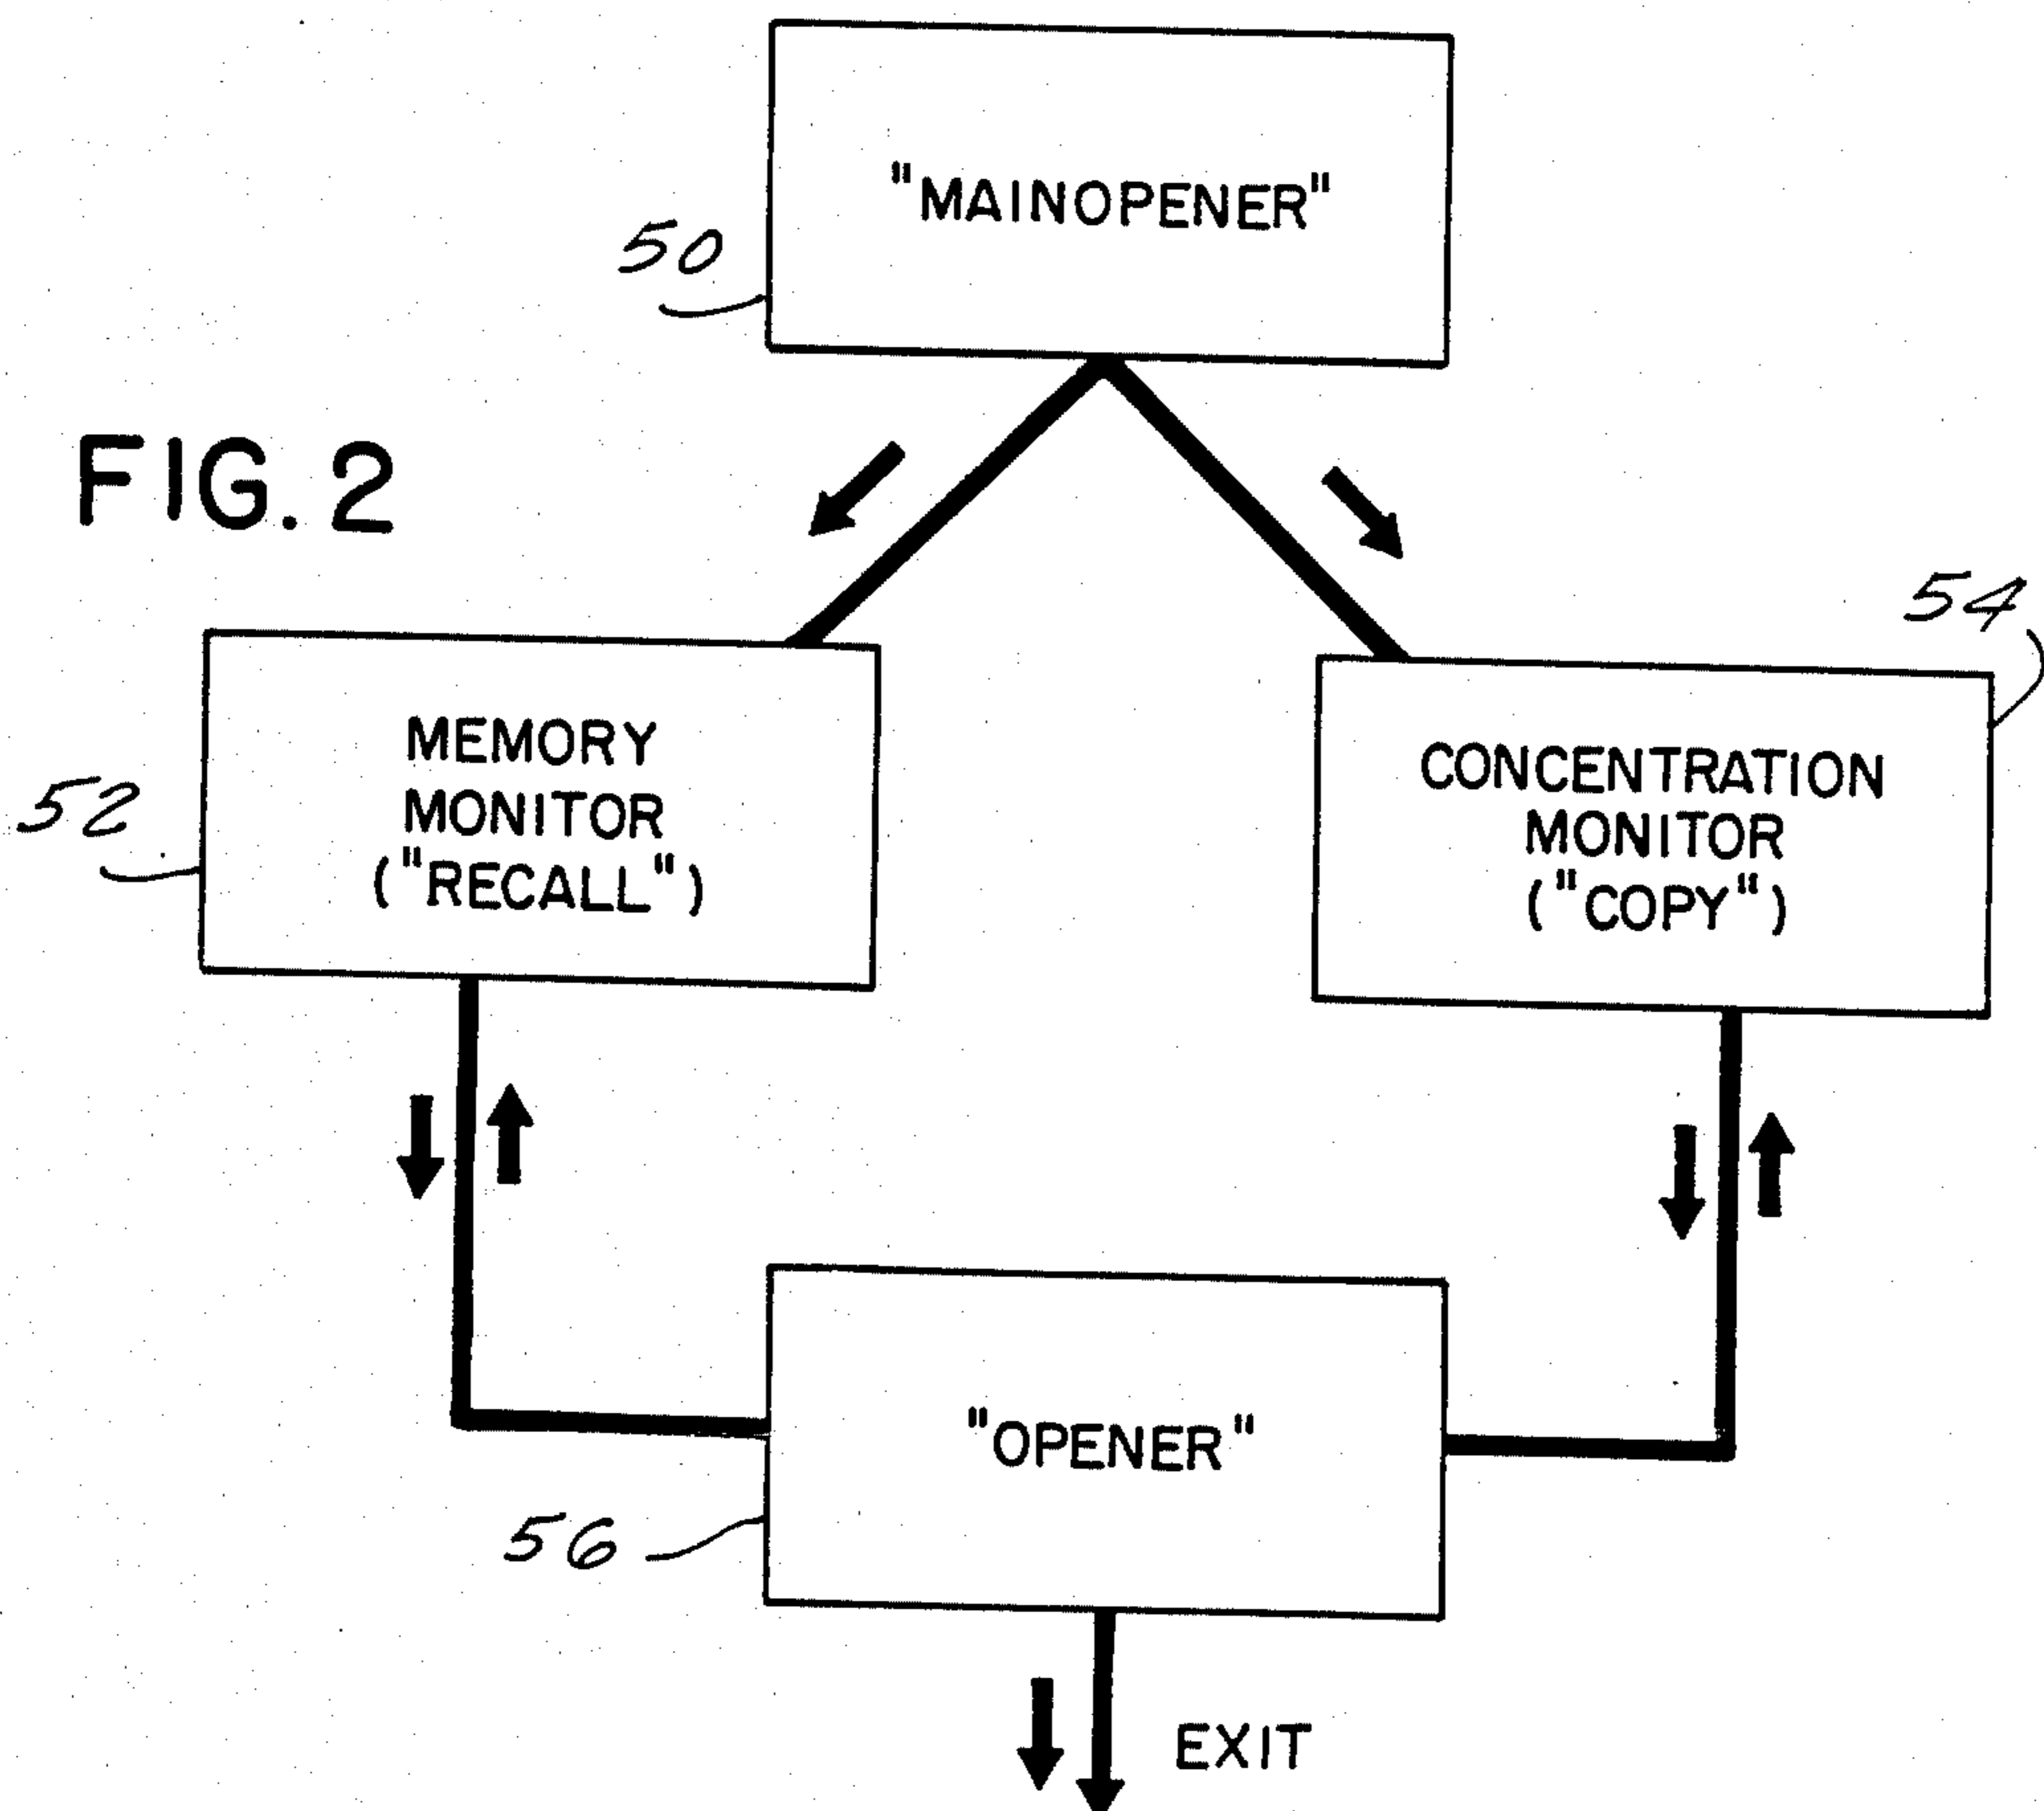 "MAINOPENER"
50
FIG. 2
54
MEMORY
MONITOR
("RECALL")
52
CONCENTRATION
MONITOR
("COPY")
"OPENER"
56
EXIT